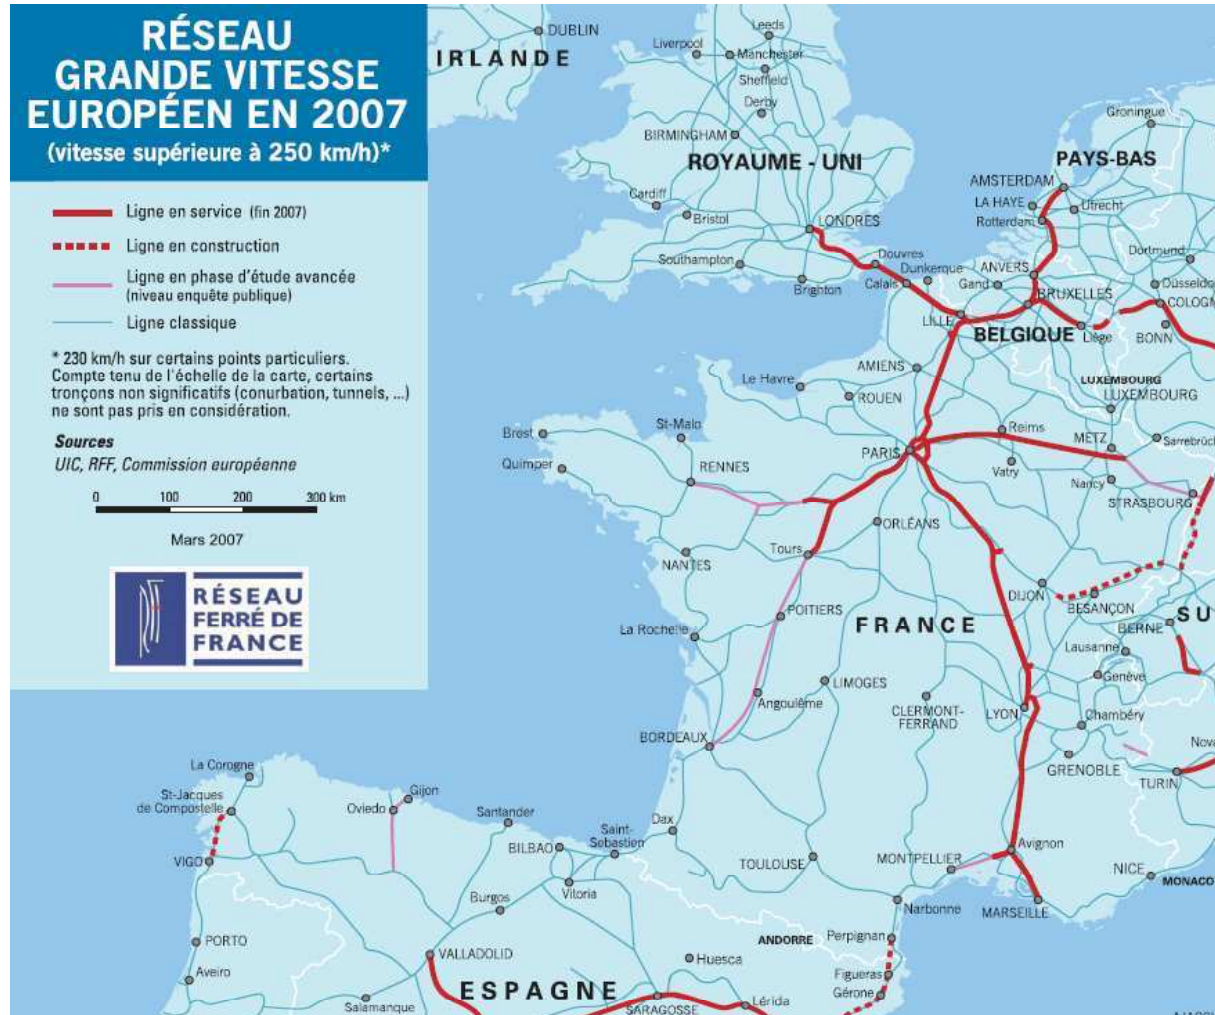 RÉSEAU
GRANDE VITESSE
EUROPÉEN EN 2007
(vitesse supérieure à 250 km/h)*
Ligne en service (fin 2007)
Ligne en construction
Ligne en phase d'étude avancée
(niveau enquête publique)
Ligne classique
* 230 km/h sur certains points particuliers.
Compte tenu de l'échelle de la carte, certains
tronçons non significatifs (conurbation, tunnels, ...)
ne sont pas pris en considération.
Sources
UIC, RFF, Commission européenne
0 100 200 300 km
Mars 2007
RÉSEAU
FERRÉ DE
FRANCE
DUBLIN
IRLANDE
Leeds
Liverpool
Manchester
Sheffield
Derby
BIRMINGHAM
ROYAUME - UNI
Cardiff
Bristol
LONDRES
Southampton
Brighton
Douvres
Calais
Dunkerque
Groningue
PAYS-BAS
AMSTERDAM
LA HAYE
Utrecht
Rotterdam
Dortmund
ANVERS
Gand
BRUXELLES
Düsseldo
COLOGN
LILLE
BELGIQUE
Liège
BONN
AMIENS
Le Havre
ROUEN
LUXEMBOURG
LUXEMBOURG
Brest
St-Malo
Quimper
RENNES
PARIS
Reims
METZ
Sarrebrüc
Vatry
Nancy
STRASBOURG
ORLÉANS
NANTES
Tours
DIJON
BESANÇON
POITIERS
La Rochelle
FRANCE
BERNE
SU
Lausanne
Genève
LIMOGES
Angoulême
CLERMONT-
FERRAND
LYON
Chambéry
BORDEAUX
GRENOBLE
Nova
TURIN
La Corogne
St-Jacques
de Compostelle
Gijon
Oviedo
Santander
Saint-
Sebastien
Dax
BILBAO
VIGO
Vitoria
Burgos
TOULOUSE
MONTPELLIER
Avignon
NICE
MONACO
Narbonne
MARSEILLE
PORTO
Aveiro
VALLADOLID
ANDORRE
Perpignan
Huesca
Figueras
Gérone
ESPAGNE
Salamanque
SARAGOSSE
Lérida